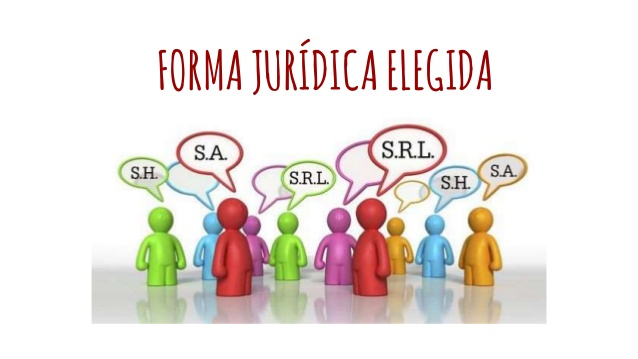 FORMA JURÍDICA ELEGIDA
S.H.
S.A.
S.R.L.
S.R.L.
S.H.
S.A.